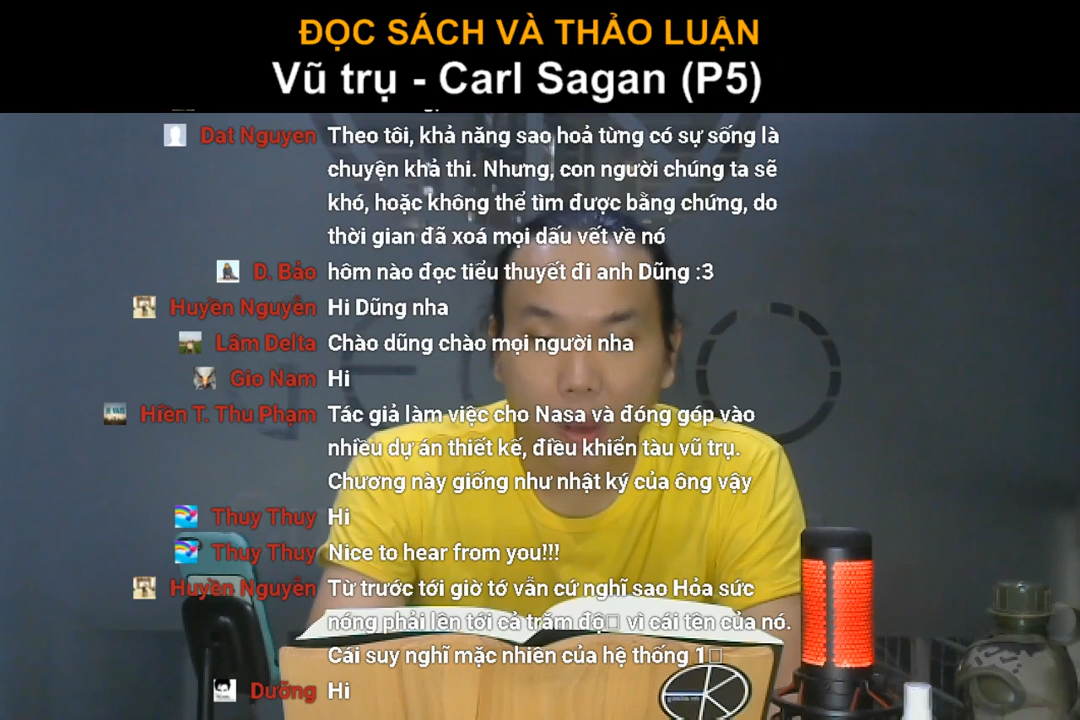 ĐỌC SÁCH VÀ THẢO LUẬN
Vũ trụ - Carl Sagan (P5)
Dat Nguyen Theo tôi, khả năng sao hoả từng có sự sống là
chuyện khả thi. Nhưng, con người chúng ta sẽ
khó, hoặc không thể tìm được bằng chứng, do
thời gian đã xoá mọi dấu vết về nó
D. Bảo hôm nào đọc tiểu thuyết đi anh Dũng :3
Huyền Nguyễn Hi Dũng nha
Lâm Delta Chào dũng chào mọi người nha
Gio Nam Hi
Hiền T. Thu Phạm Tác giả làm việc cho Nasa và đóng góp vào
nhiều dự án thiết kế, điều khiển tàu vũ trụ.
Chương này giống như nhật ký của ông vậy
Thuy Thuy Hi
Thuy Thuy Nice to hear from you!!!
Huyền Nguyễn Từ trước tới giờ tớ vẫn cứ nghĩ sao Hỏa sức
nóng phải lên tới cả trăm độ vì cái tên của nó.
Cái suy nghĩ mặc nhiên của hệ thống 1
Dưỡng Hi